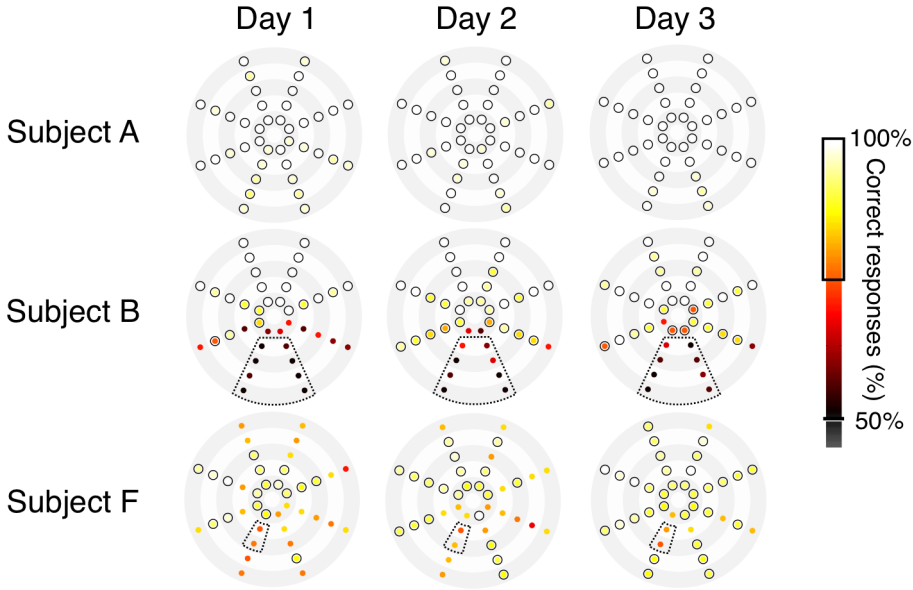 Day 1 Day 2 Day 3
Subject A
Subject B
Subject F
100%
Correct responses (%)
50%